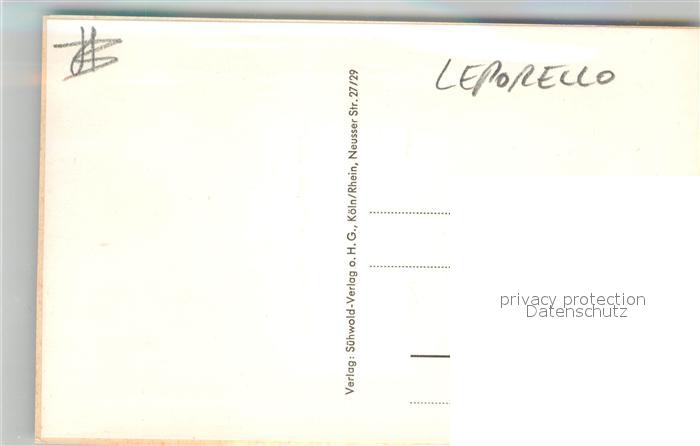 LEPORELLO
Verlag: Sühwold-Verlag o. H. G., Köln/Rhein, Neusser Str. 27/29
privacy protection
Datenschutz